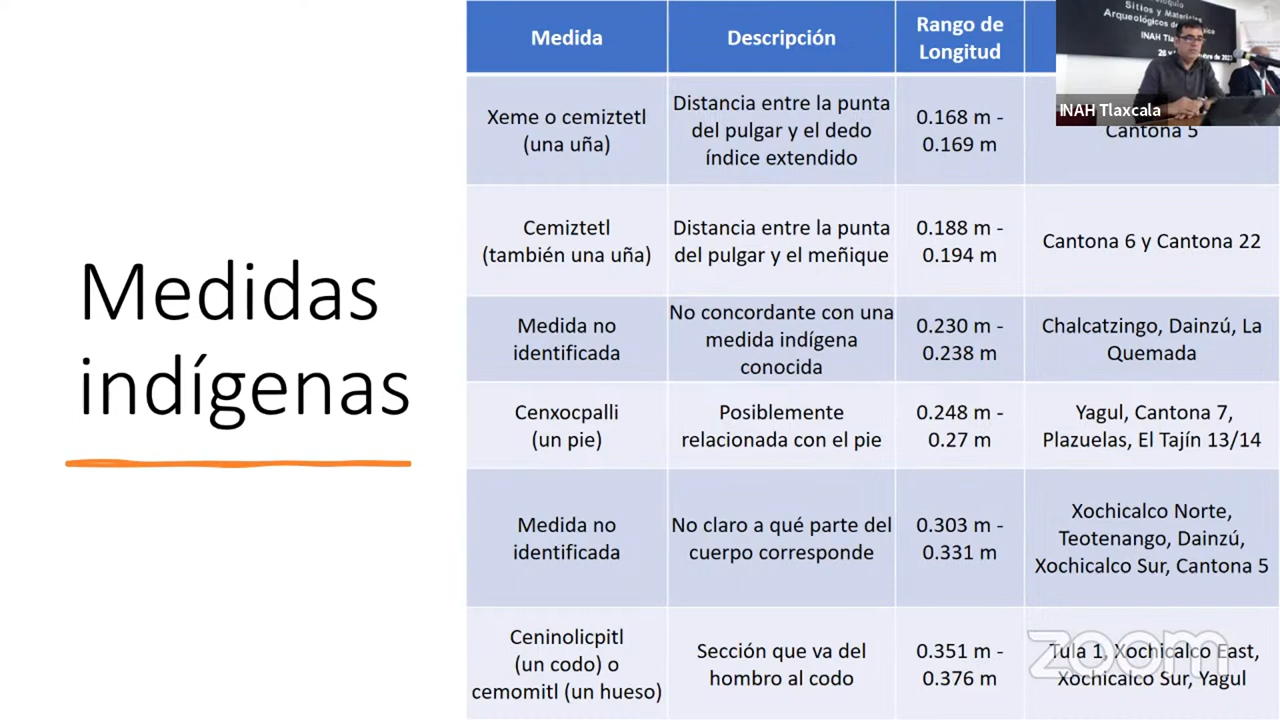 Medidas
indígenas
Medida
Descripción
Rango de
Longitud
Xeme o cemiztetl
(una uña)
Distancia entre la punta
del pulgar y el dedo
índice extendido
0.168 m -
0.169 m
Cantona 5
Cemiztetl
(también una uña)
Distancia entre la punta
del pulgar y el meñique
0.188 m -
0.194 m
Cantona 6 y Cantona 22
Medida no
identificada
No concordante con una
medida indígena
conocida
0.230 m -
0.238 m
Chalcatzingo, Dainzú, La
Quemada
Cenxocpalli
(un pie)
Posiblemente
relacionada con el pie
0.248 m -
0.27 m
Yagul, Cantona 7,
Plazuelas, El Tajín 13/14
Medida no
identificada
No claro a qué parte del
cuerpo corresponde
0.303 m -
0.331 m
Xochicalco Norte,
Teotenango, Dainzú,
Xochicalco Sur, Cantona 5
Ceninolicpitl
(un codo) o
cemomitl (un hueso)
Sección que va del
hombro al codo
0.351 m -
0.376 m
Tula 1, Xochicalco East,
Xochicalco Sur, Yagul
zoom
Sitios y Materiales
Arqueológicos de
INAH
INAH Tlaxcala